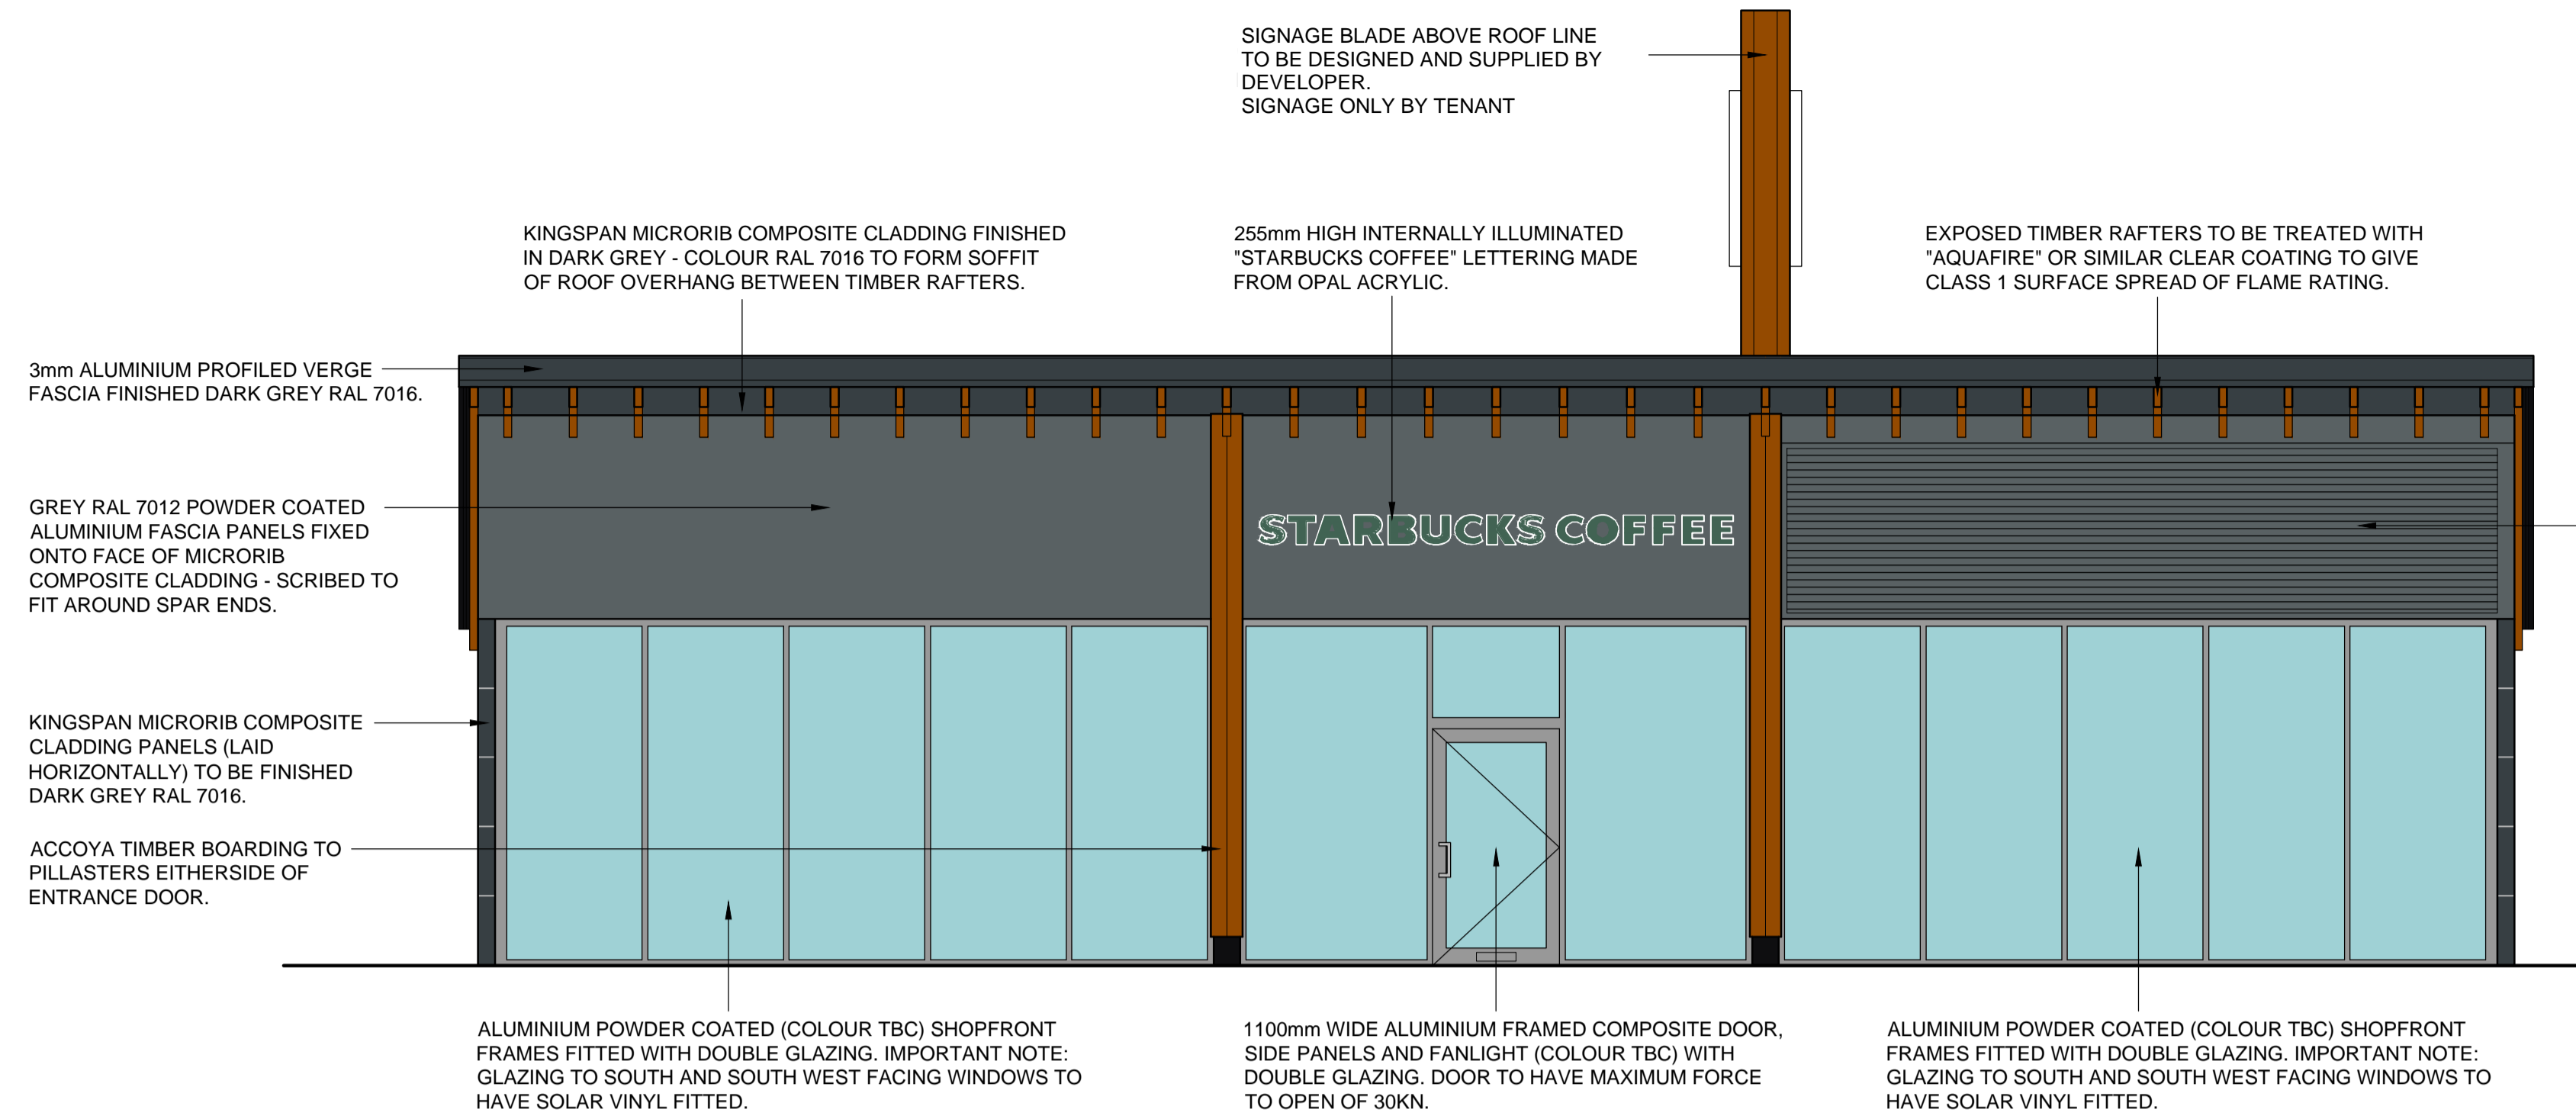 SIGNAGE BLADE ABOVE ROOF LINE
TO BE DESIGNED AND SUPPLIED BY
DEVELOPER.
SIGNAGE ONLY BY TENANT
KINGSPAN MICRORIB COMPOSITE CLADDING FINISHED
IN DARK GREY - COLOUR RAL 7016 TO FORM SOFFIT
OF ROOF OVERHANG BETWEEN TIMBER RAFTERS.
255mm HIGH INTERNALLY ILLUMINATED
"STARBUCKS COFFEE" LETTERING MADE
FROM OPAL ACRYLIC.
EXPOSED TIMBER RAFTERS TO BE TREATED WITH
"AQUAFIRE" OR SIMILAR CLEAR COATING TO GIVE
CLASS 1 SURFACE SPREAD OF FLAME RATING.
3mm ALUMINIUM PROFILED VERGE
FASCIA FINISHED DARK GREY RAL 7016.
GREY RAL 7012 POWDER COATED
ALUMINIUM FASCIA PANELS FIXED
ONTO FACE OF MICRORIB
COMPOSITE CLADDING - SCRIBED TO
FIT AROUND SPAR ENDS.
STARBUCKS COFFEE
KINGSPAN MICRORIB COMPOSITE
CLADDING PANELS (LAID
HORIZONTALLY) TO BE FINISHED
DARK GREY RAL 7016.
ACCOYA TIMBER BOARDING TO
PILLASTERS EITHERSIDE OF
ENTRANCE DOOR.
ALUMINIUM POWDER COATED (COLOUR TBC) SHOPFRONT
FRAMES FITTED WITH DOUBLE GLAZING. IMPORTANT NOTE:
GLAZING TO SOUTH AND SOUTH WEST FACING WINDOWS TO
HAVE SOLAR VINYL FITTED.
1100mm WIDE ALUMINIUM FRAMED COMPOSITE DOOR,
SIDE PANELS AND FANLIGHT (COLOUR TBC) WITH
DOUBLE GLAZING. DOOR TO HAVE MAXIMUM FORCE
TO OPEN OF 30KN.
ALUMINIUM POWDER COATED (COLOUR TBC) SHOPFRONT
FRAMES FITTED WITH DOUBLE GLAZING. IMPORTANT NOTE:
GLAZING TO SOUTH AND SOUTH WEST FACING WINDOWS TO
HAVE SOLAR VINYL FITTED.